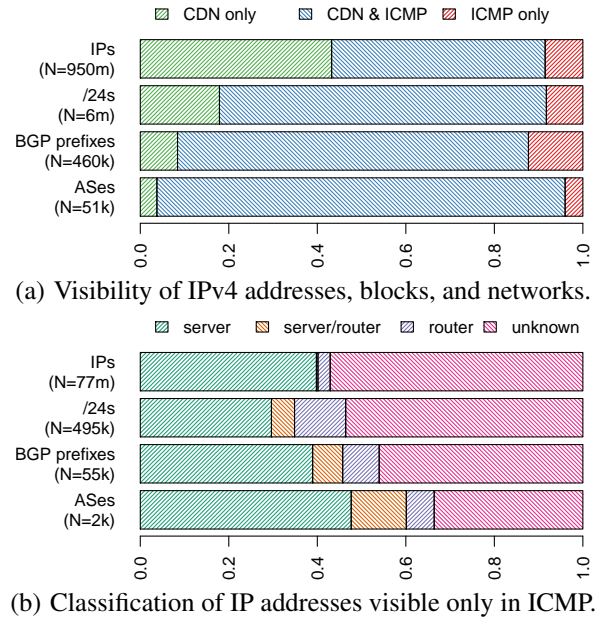 CDN only CDN & ICMP ICMP only
IPs
(N=950m)
/24s
(N=6m)
BGP prefixes
(N=460k)
ASes
(N=51k)
0.0 0.2 0.4 0.6 0.8 1.0
(a) Visibility of IPv4 addresses, blocks, and networks.
server server/router router unknown
IPs
(N=77m)
/24s
(N=495k)
BGP prefixes
(N=55k)
ASes
(N=2k)
0.0 0.2 0.4 0.6 0.8 1.0
(b) Classification of IP addresses visible only in ICMP.